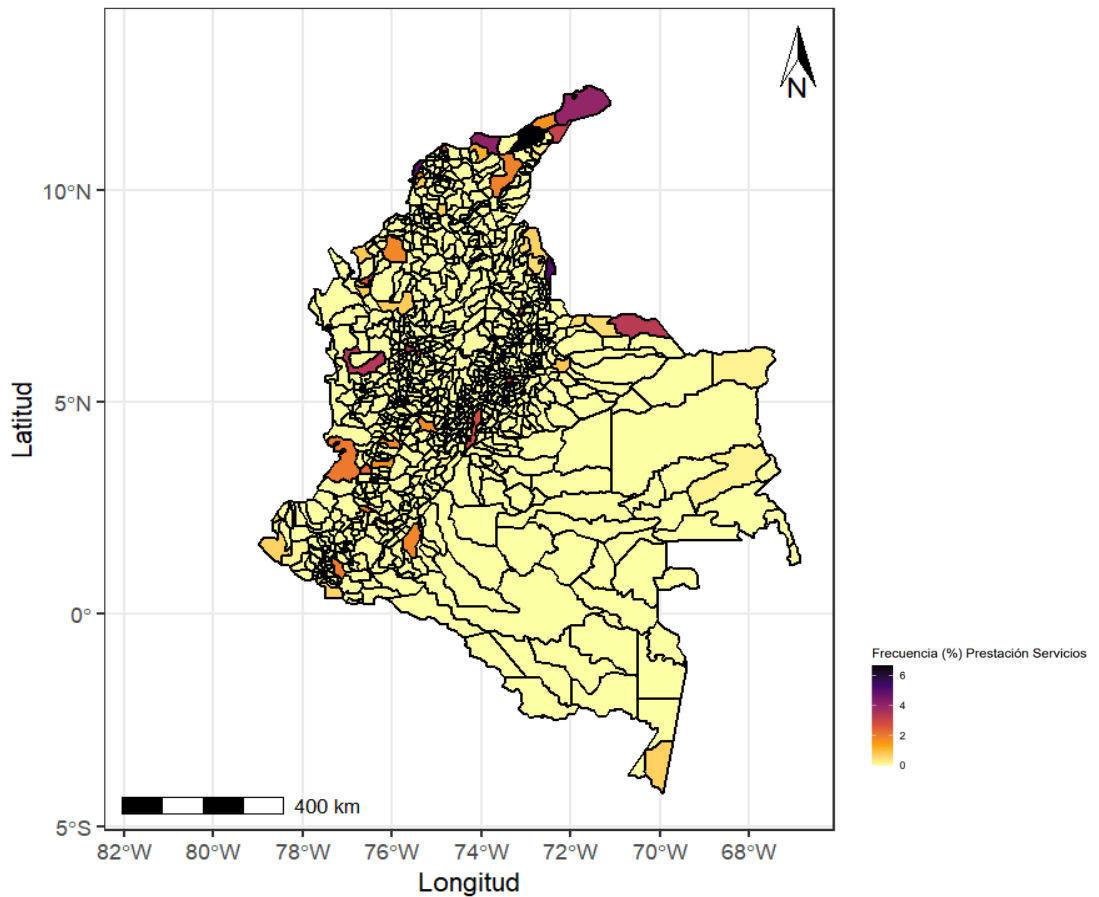 N
10°N
5°N
0°
5°S
Latitud
400 km
82°W 80°W 78°W 76°W 74°W 72°W 70°W 68°W
Longitud
Frecuencia (%) Prestación Servicios
6
4
2
0